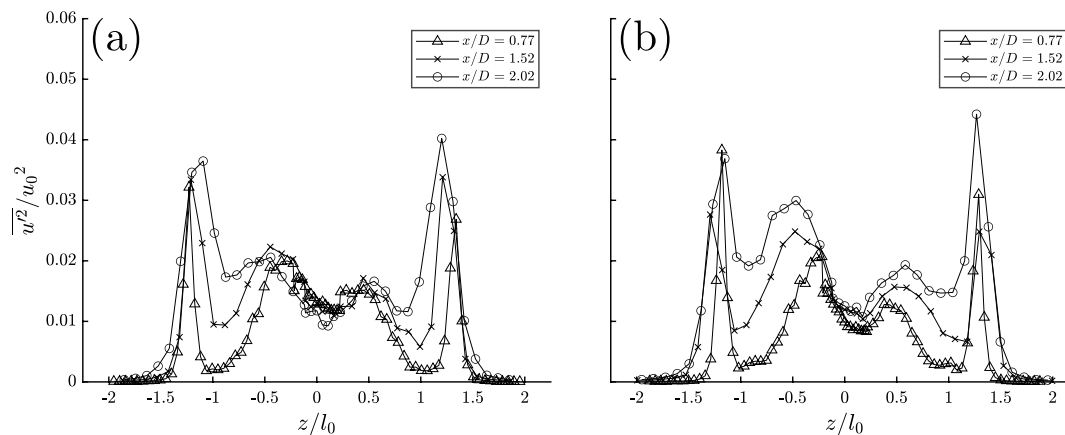 (a)
x/D = 0.77
x/D = 1.52
x/D = 2.02
0.06
0.05
0.04
0.03
0.02
0.01
0
u′²/u₀²
-2 -1.5 -1 -0.5 0 0.5 1 1.5 2
z/l₀
(b)
x/D = 0.77
x/D = 1.52
x/D = 2.02
-2 -1.5 -1 -0.5 0 0.5 1 1.5 2
z/l₀